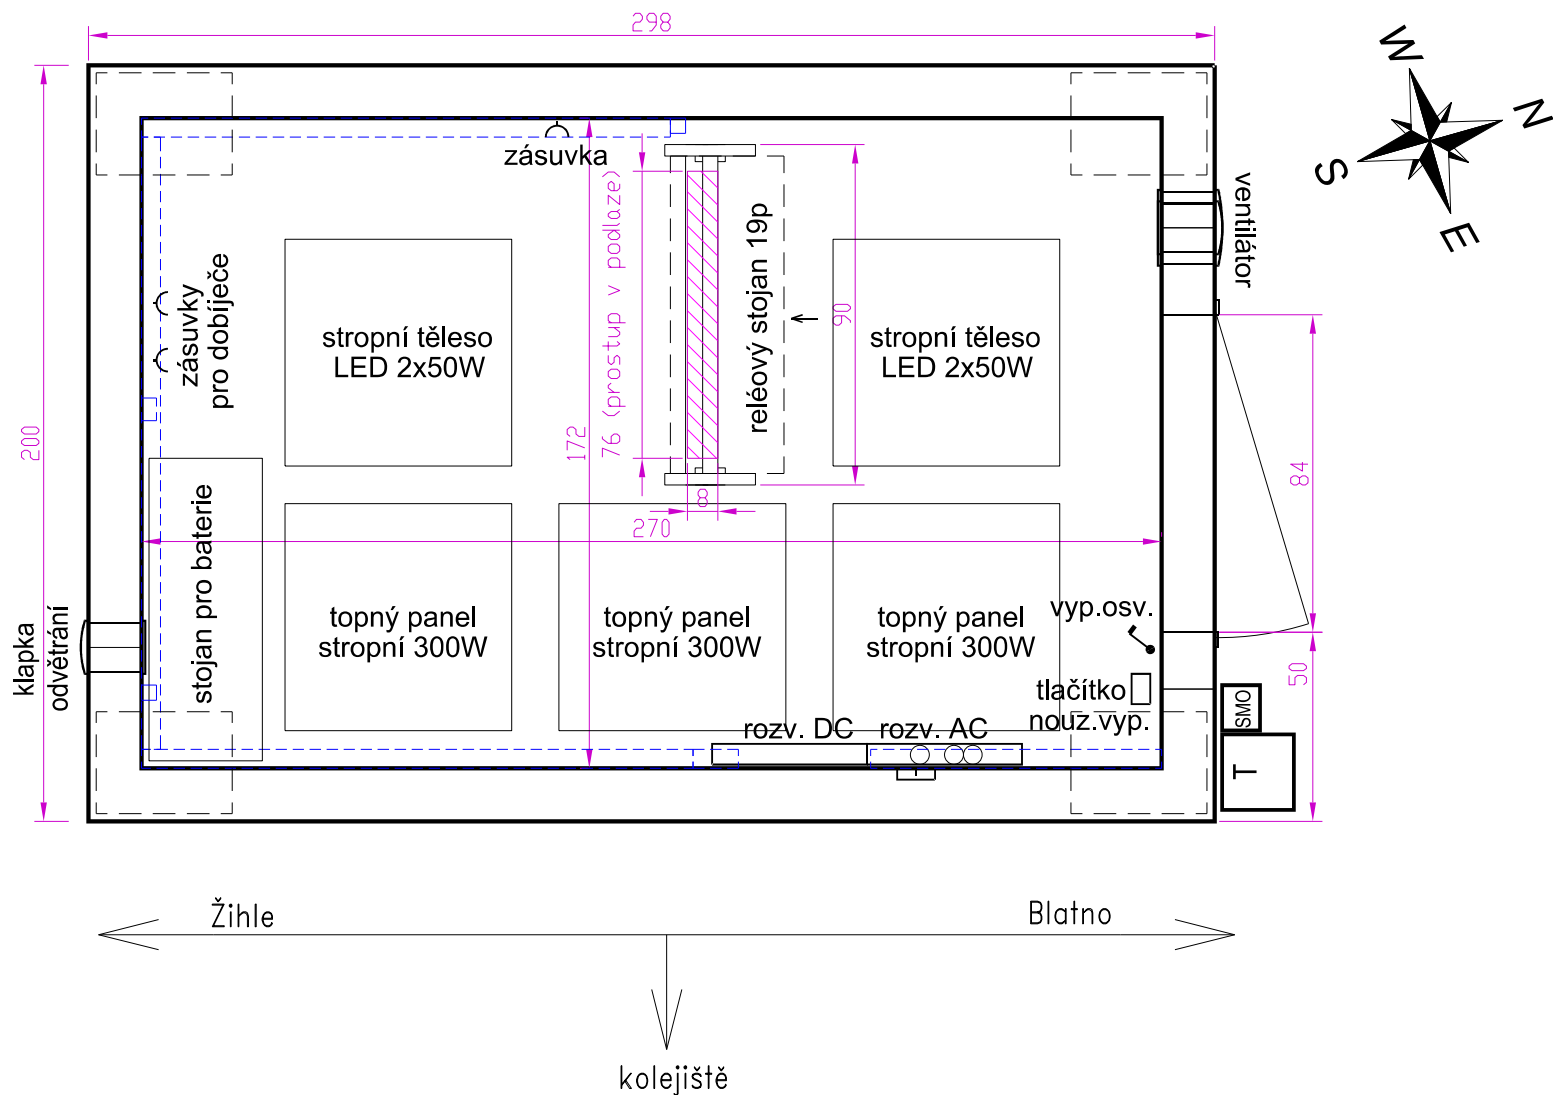 298
W
N
S
E
zásuvka
ventilátor
zásuvky
pro dobíječe
76 (prostup v podlaze)
reléový stojan 19p
90
stropní těleso
LED 2x50W
stropní těleso
LED 2x50W
200
172
84
8
270
stojan pro baterie
klapka
odvětrání
topný panel
stropní 300W
topný panel
stropní 300W
topný panel
stropní 300W
vyp.osv.
50
tlačítko
nouz.vyp.
SMO
rozv. DC
rozv. AC
T
Žihle
Blatno
kolejiště